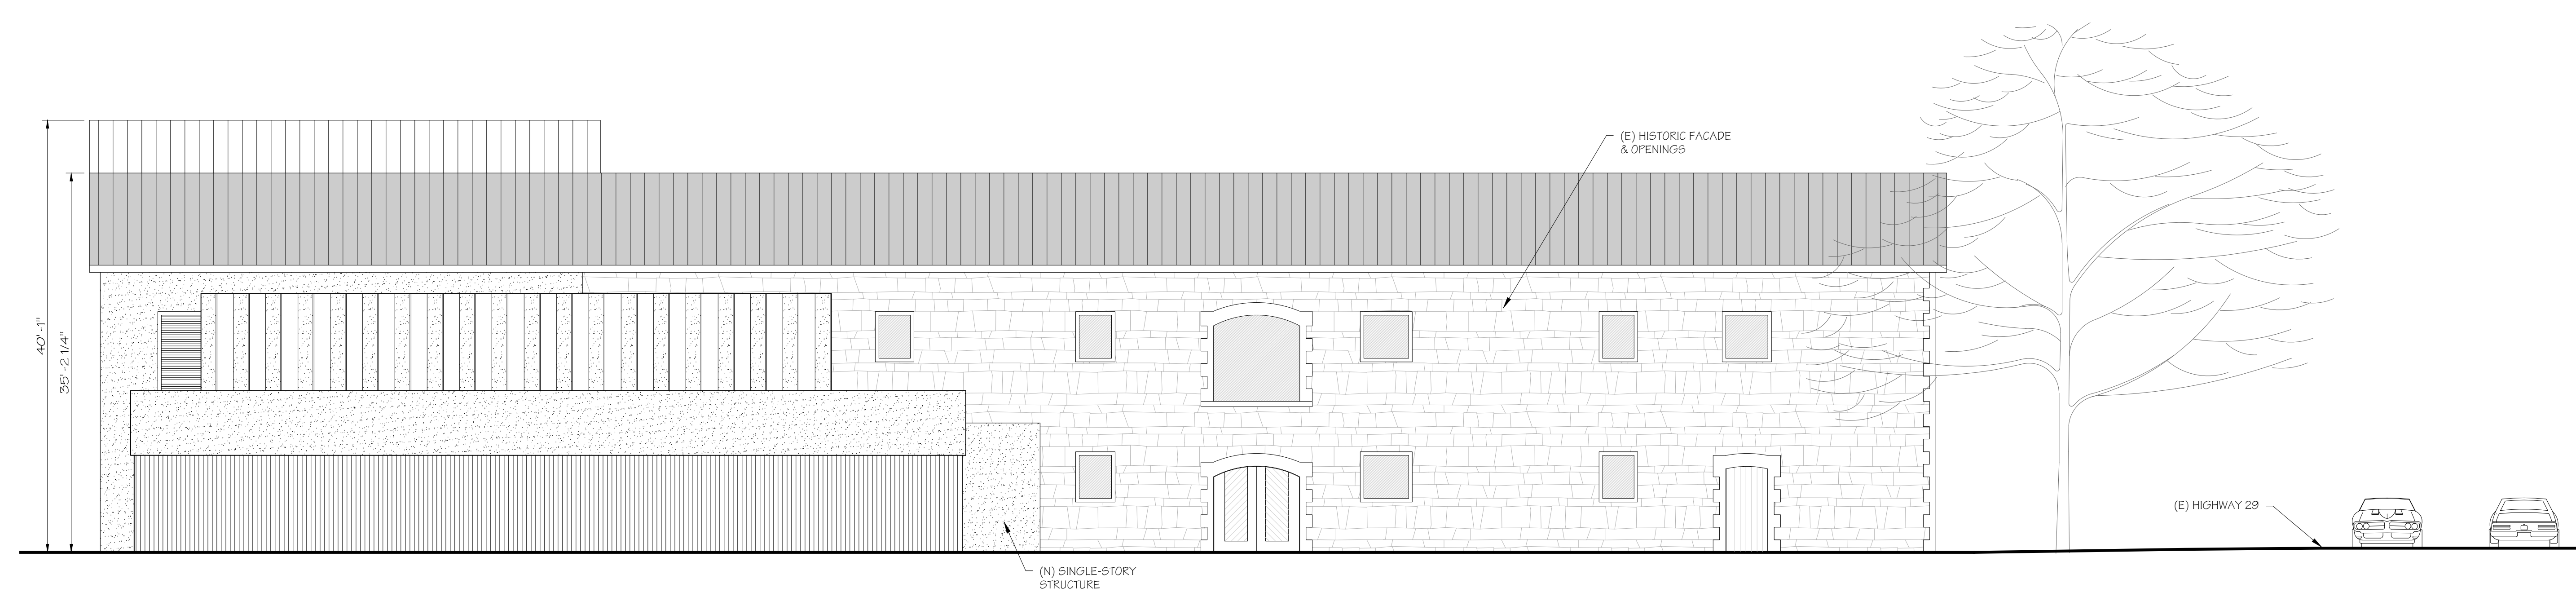 (E) HISTORIC FACADE
& OPENINGS
40' -1"
35' -2 1/4"
(E) HIGHWAY 29
(N) SINGLE-STORY
STRUCTURE